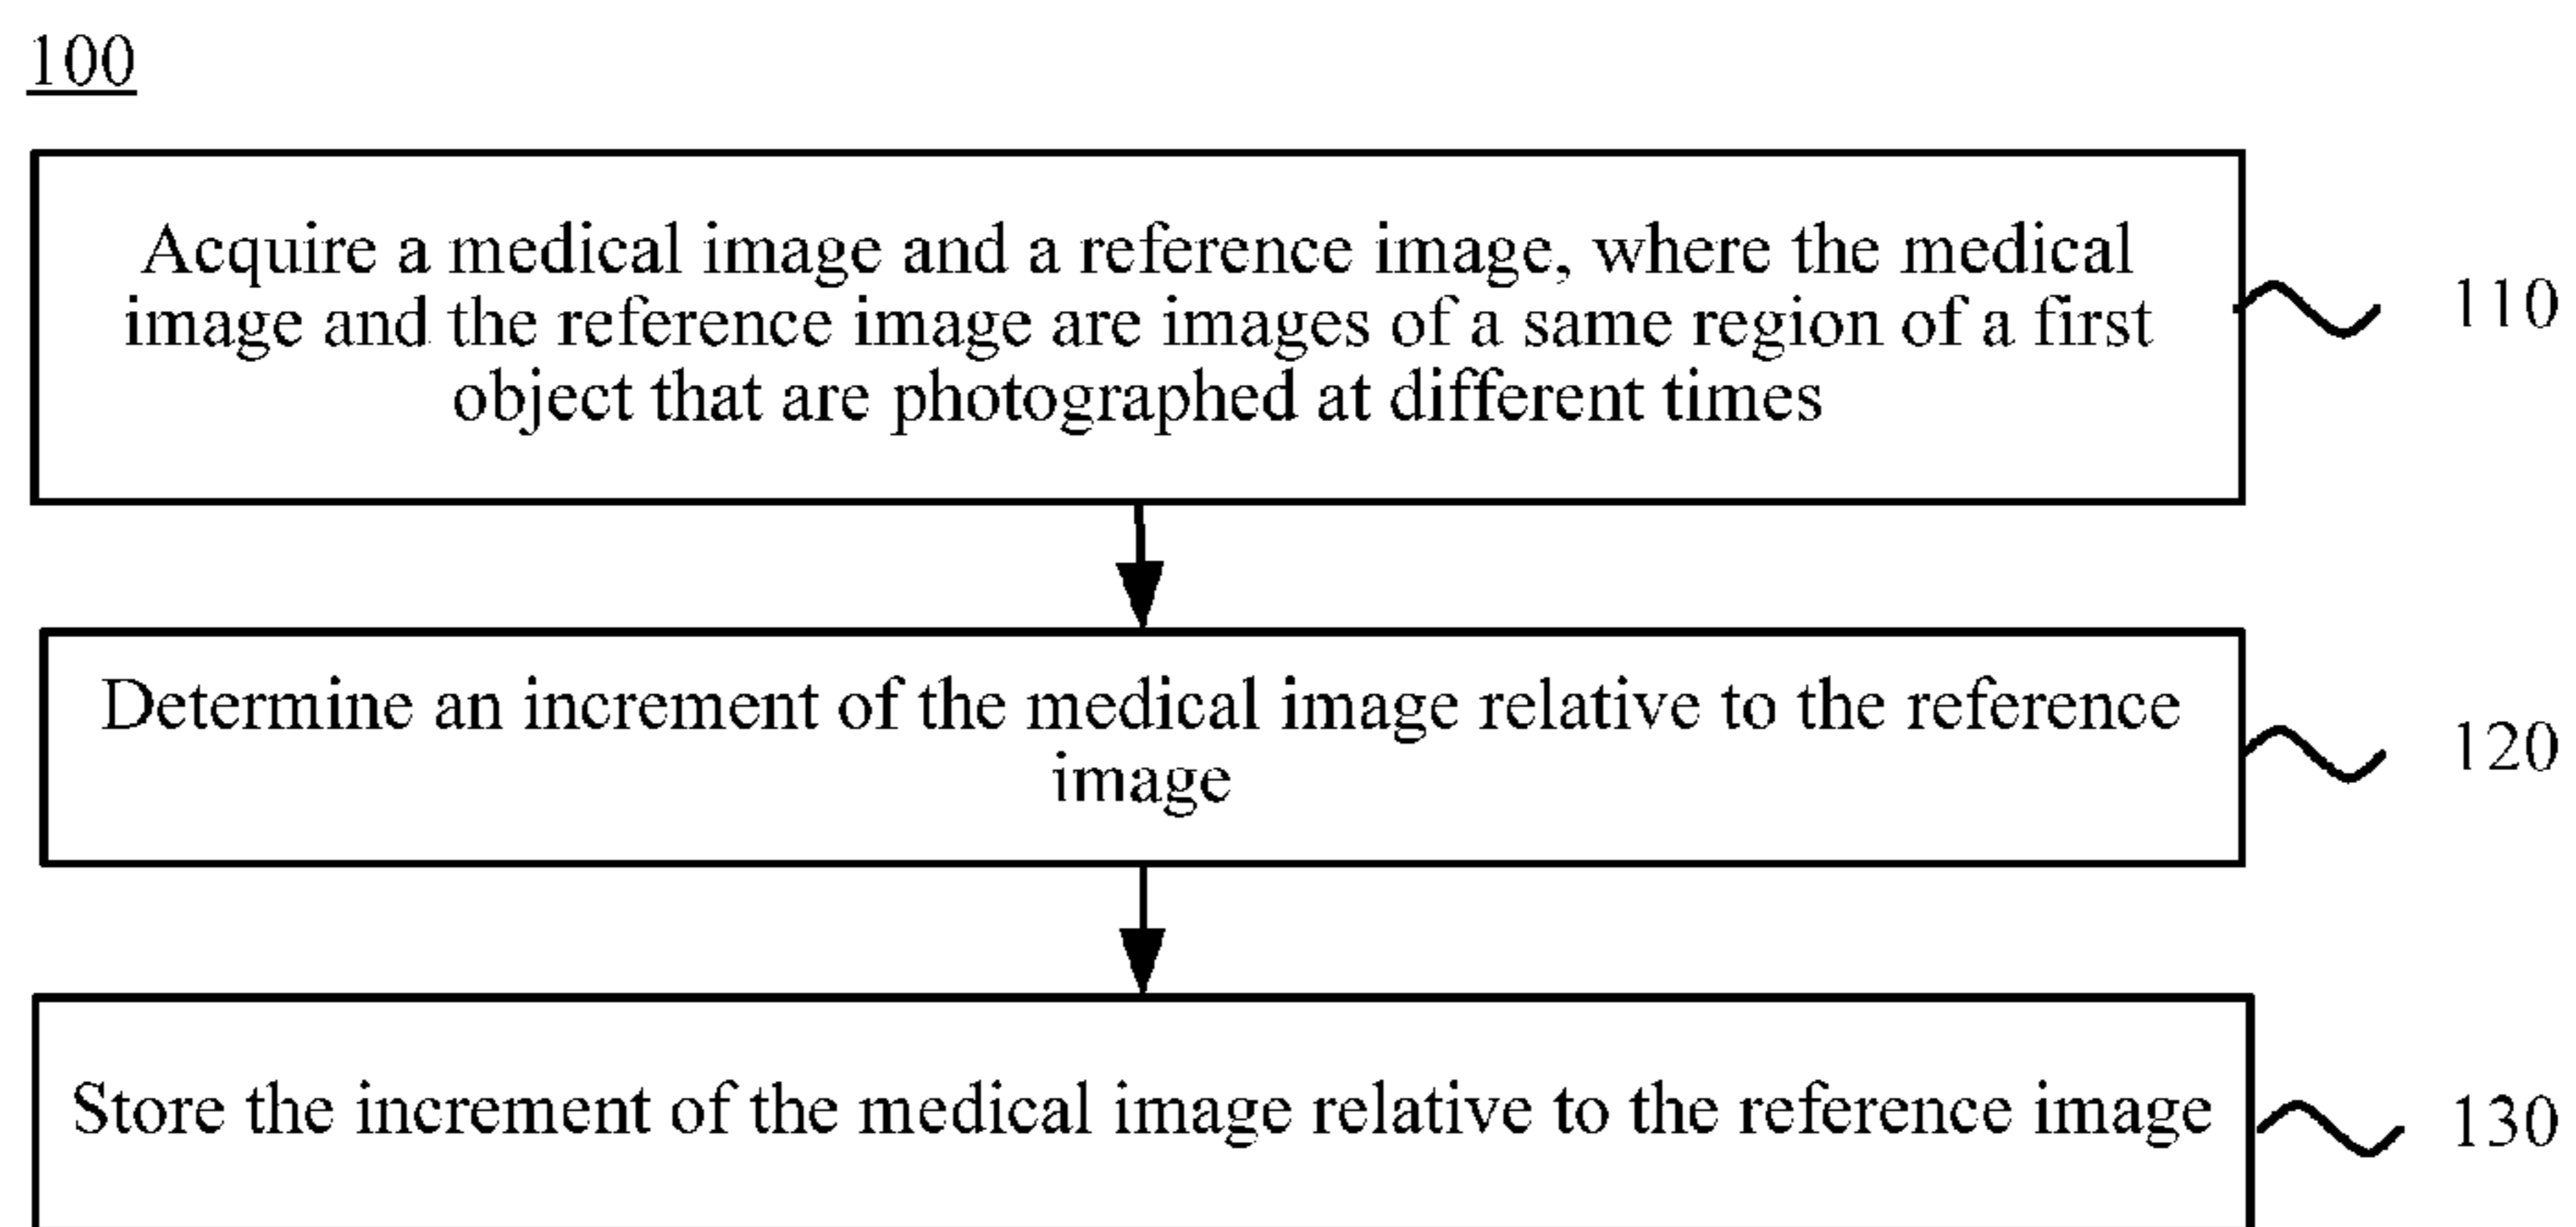 100
Acquire a medical image and a reference image, where the medical
image and the reference image are images of a same region of a first
object that are photographed at different times
110
Determine an increment of the medical image relative to the reference
image
120
Store the increment of the medical image relative to the reference image
130